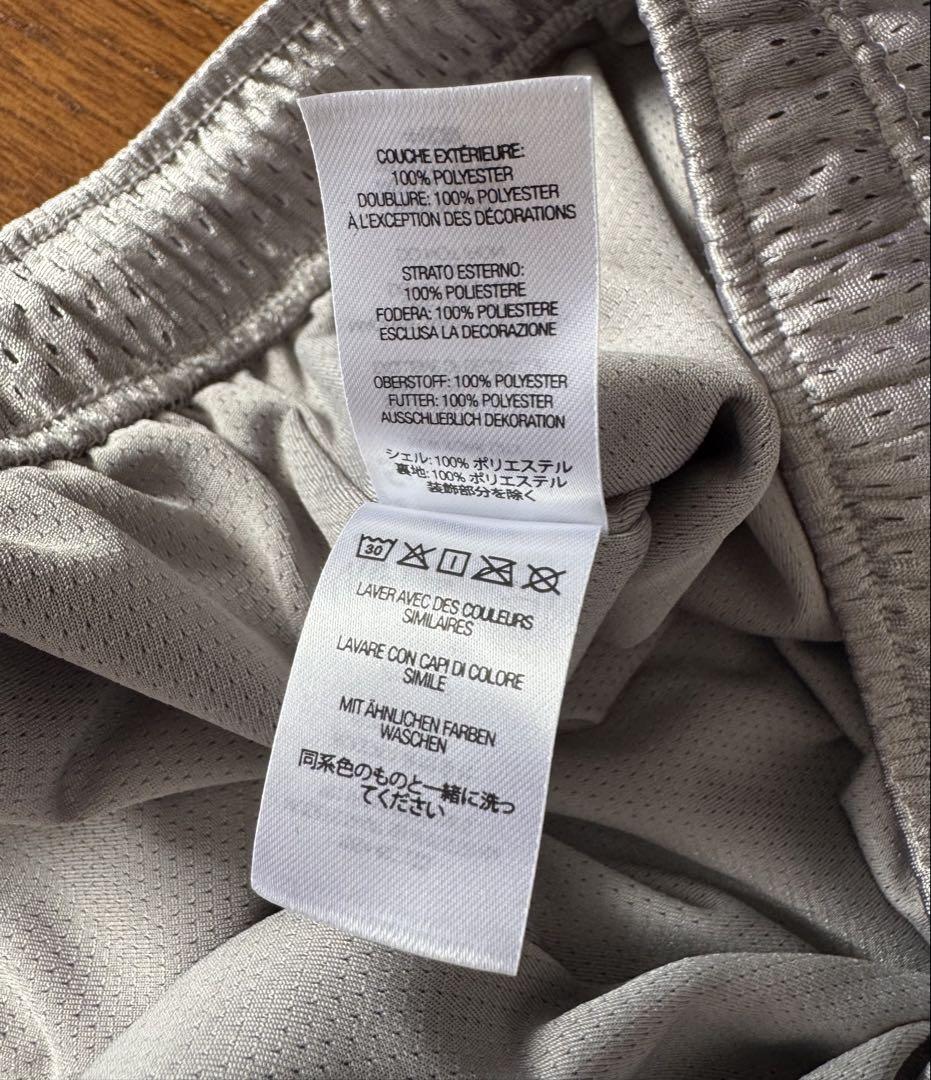 COUCHE EXTÉRIEURE:
100% POLYESTER
DOUBLURE: 100% POLYESTER
À L'EXCEPTION DES DÉCORATIONS
STRATO ESTERNO:
100% POLIESTERE
FODERA: 100% POLIESTERE
ESCLUSA LA DECORAZIONE
OBERSTOFF: 100% POLYESTER
FUTTER: 100% POLYESTER
AUSSCHLIEBLICH DEKORATION
シェル: 100% ポリエステル
裏地: 100% ポリエステル
装飾部分を除く
30
LAVER AVEC DES COULEURS
SIMILAIRES
LAVARE CON CAPI DI COLORE
SIMILE
MIT ÄHNLICHEN FARBEN
WASCHEN
同系色のものと一緒に洗っ
てください